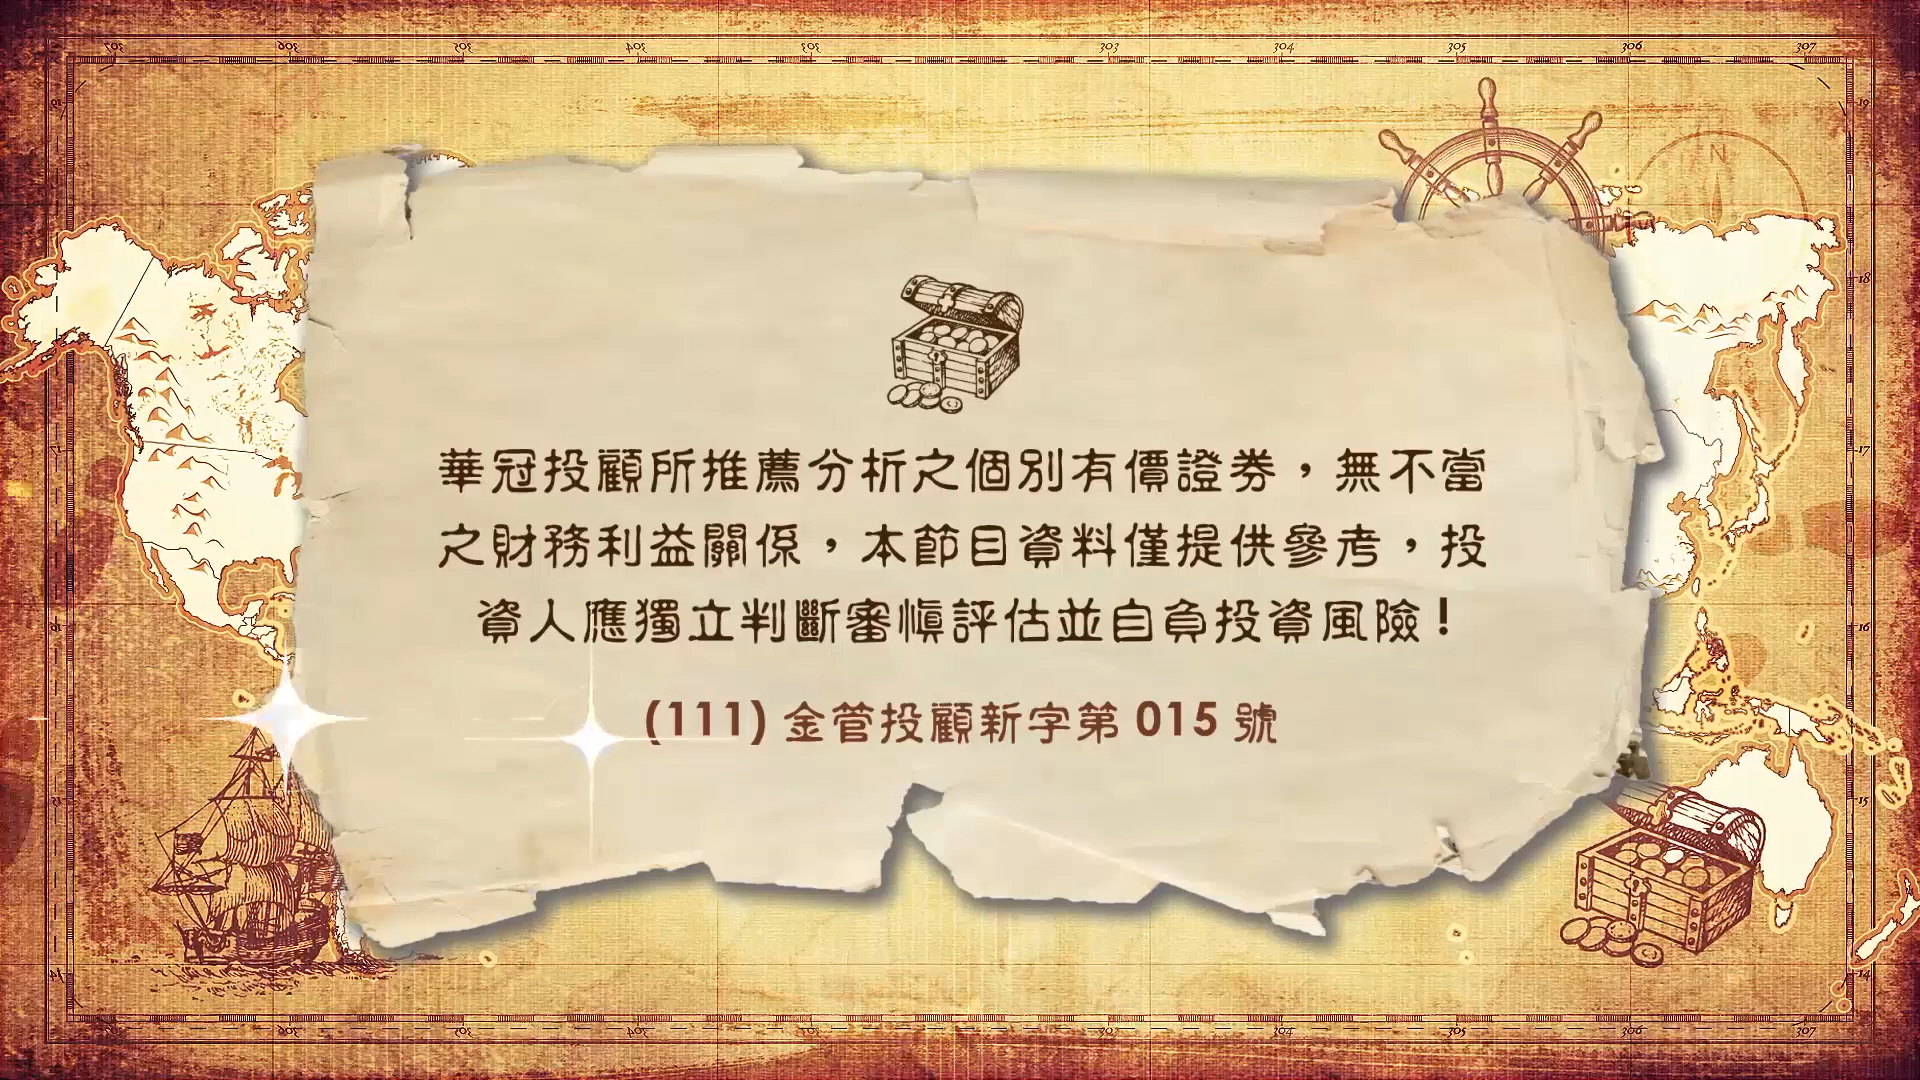 華冠投顧所推薦分析之個別有價證券，無不當
之財務利益關係，本節目資料僅提供參考，投
資人應獨立判斷審慎評估並自負投資風險！
(111) 金管投顧新字第 015 號